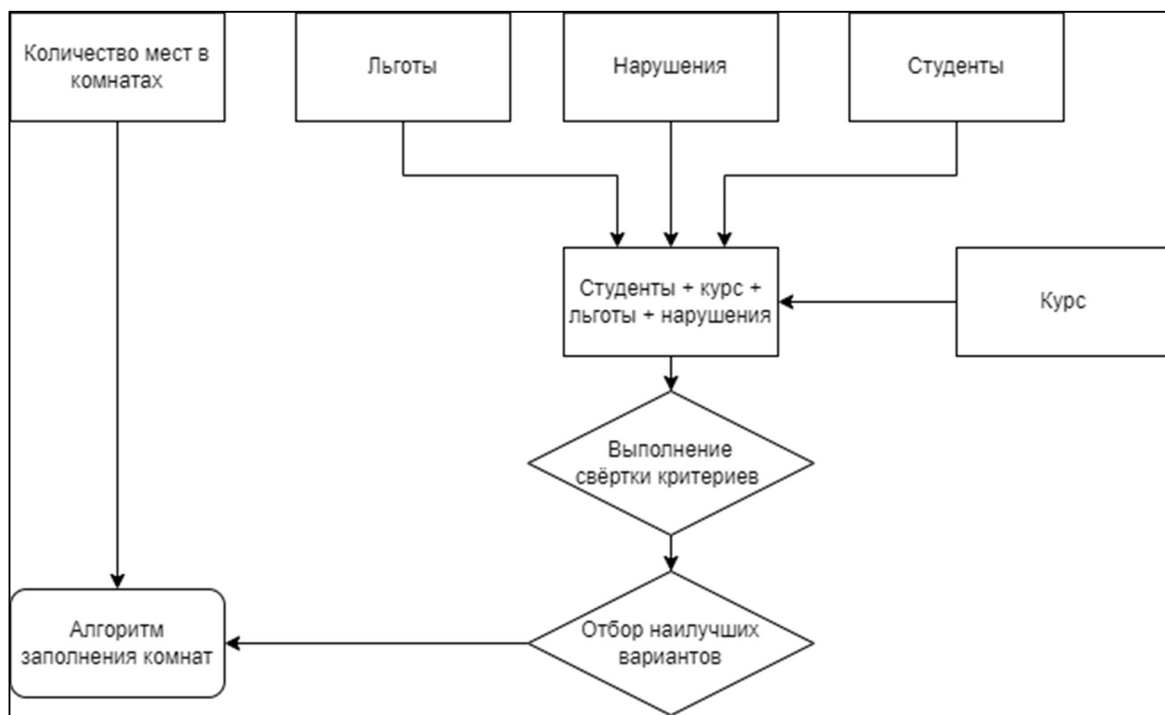 Количество мест в
комнатах
Льготы
Нарушения
Студенты
Студенты + курс +
льготы + нарушения
Курс
Выполнение
свёртки критериев
Отбор наилучших
вариантов
Алгоритм
заполнения комнат